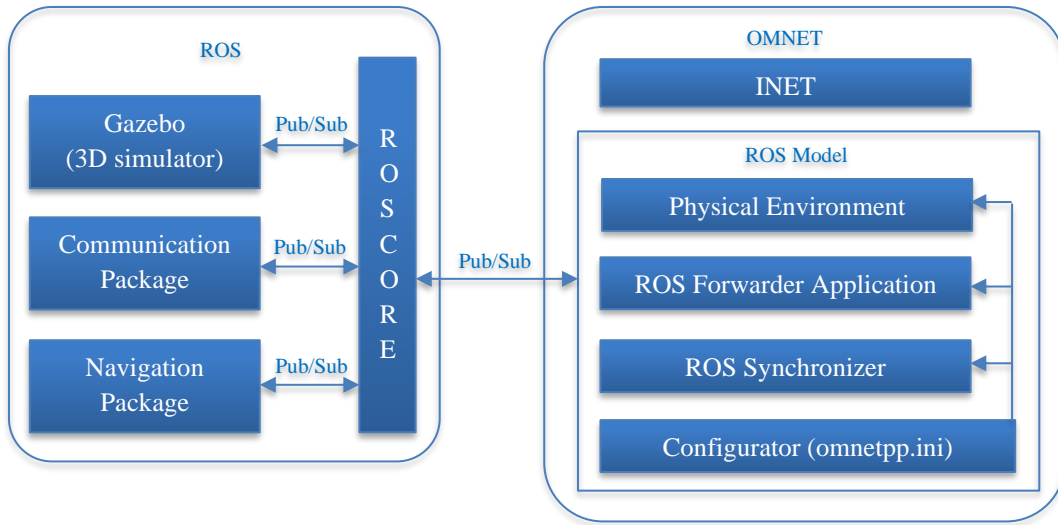 ROS
Gazebo
(3D simulator)
Pub/Sub
Communication
Package
Pub/Sub
Navigation
Package
Pub/Sub
R
O
S
C
O
R
E
Pub/Sub
OMNET
INET
ROS Model
Physical Environment
ROS Forwarder Application
ROS Synchronizer
Configurator (omnetpp.ini)